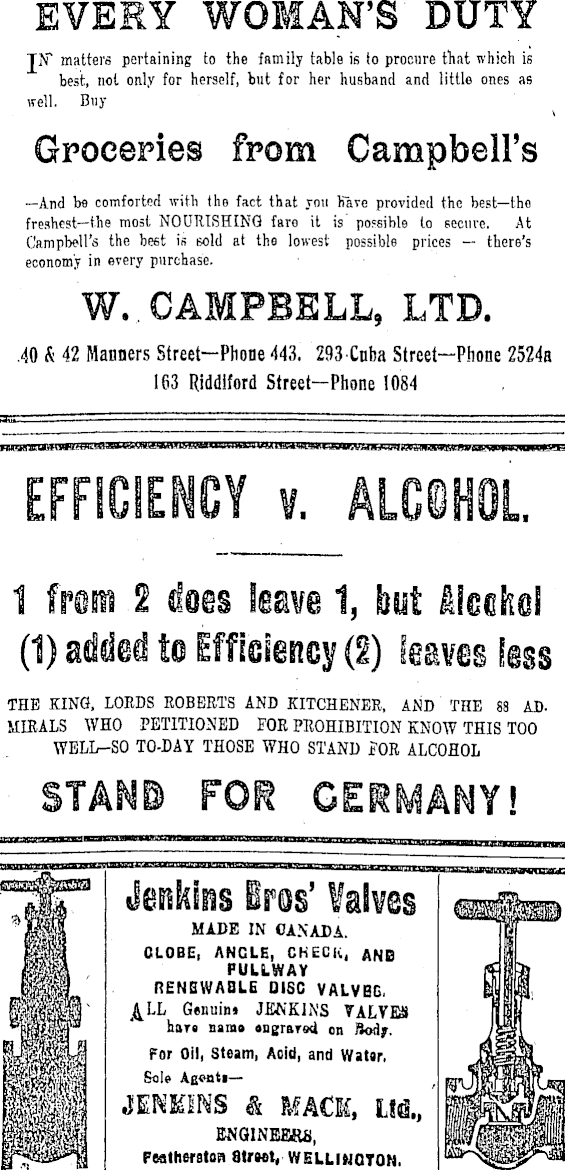 EVERY WOMAN'S DUTY
IN matters pertaining to the family table is to procure that which is
best, not only for herself, but for her husband and little ones as
well. Buy
Groceries from Campbell's
—And be comforted with the fact that you have provided the best—the
freshest—the most NOURISHING fare it is possible to secure. At
Campbell's the best is sold at the lowest possible prices — there's
economy in every purchase.
W. CAMPBELL, LTD.
40 & 42 Manners Street—Phone 443. 293 Cuba Street—Phone 2524a
163 Riddiford Street—Phone 1084
EFFICIENCY v. ALCOHOL.
1 from 2 does leave 1, but Alcohol
(1) added to Efficiency (2) leaves less
THE KING, LORDS ROBERTS AND KITCHENER, AND THE 88 AD-
MIRALS WHO PETITIONED FOR PROHIBITION KNOW THIS TOO
WELL—SO TO-DAY THOSE WHO STAND FOR ALCOHOL
STAND FOR GERMANY!
Jenkins Bros' Valves
MADE IN CANADA.
GLOBE, ANGLE, CHECK, AND
FULLWAY
RENEWABLE DISC VALVES.
ALL Genuine JENKINS VALVES
have name engraved on Body.
For Oil, Steam, Acid, and Water.
Sole Agents—
JENKINS & MACK, Ltd.,
ENGINEERS,
Featherston Street, WELLINGTON.